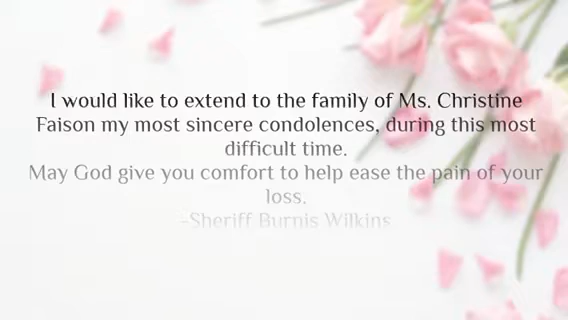 I would like to extend to the family of Ms. Christine
Faison my most sincere condolences, during this most
difficult time.
May God give you comfort to help ease the pain of your
loss.
-Sheriff Burnis Wilkins